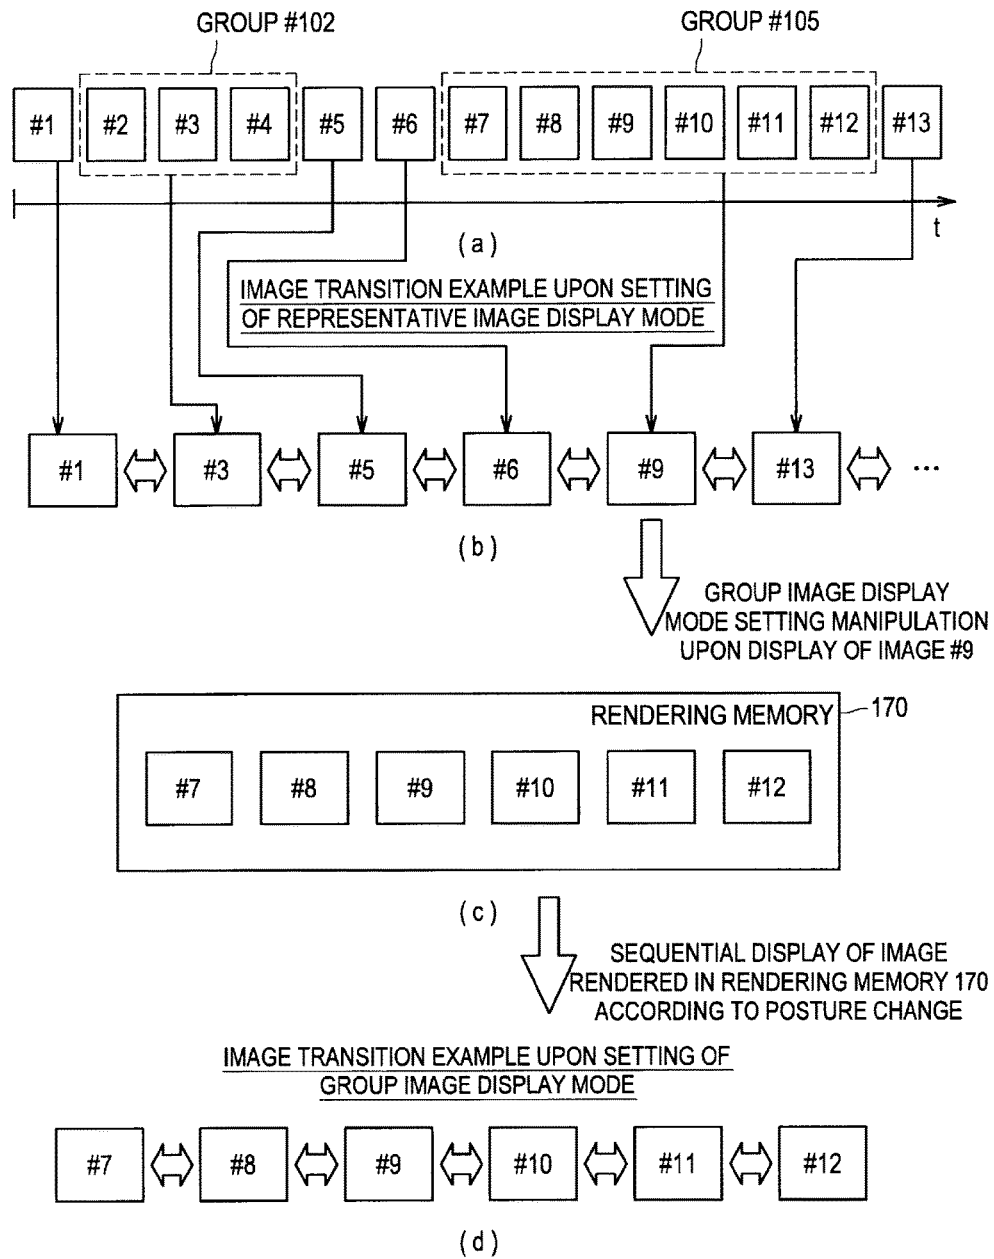 GROUP #102
GROUP #105
#1 #2 #3 #4 #5 #6 #7 #8 #9 #10 #11 #12 #13
t
(a)
IMAGE TRANSITION EXAMPLE UPON SETTING
OF REPRESENTATIVE IMAGE DISPLAY MODE
#1 #3 #5 #6 #9 #13 ...
(b)
GROUP IMAGE DISPLAY
MODE SETTING MANIPULATION
UPON DISPLAY OF IMAGE #9
RENDERING MEMORY 170
#7 #8 #9 #10 #11 #12
(c)
SEQUENTIAL DISPLAY OF IMAGE
RENDERED IN RENDERING MEMORY 170
ACCORDING TO POSTURE CHANGE
IMAGE TRANSITION EXAMPLE UPON SETTING OF
GROUP IMAGE DISPLAY MODE
#7 #8 #9 #10 #11 #12
(d)